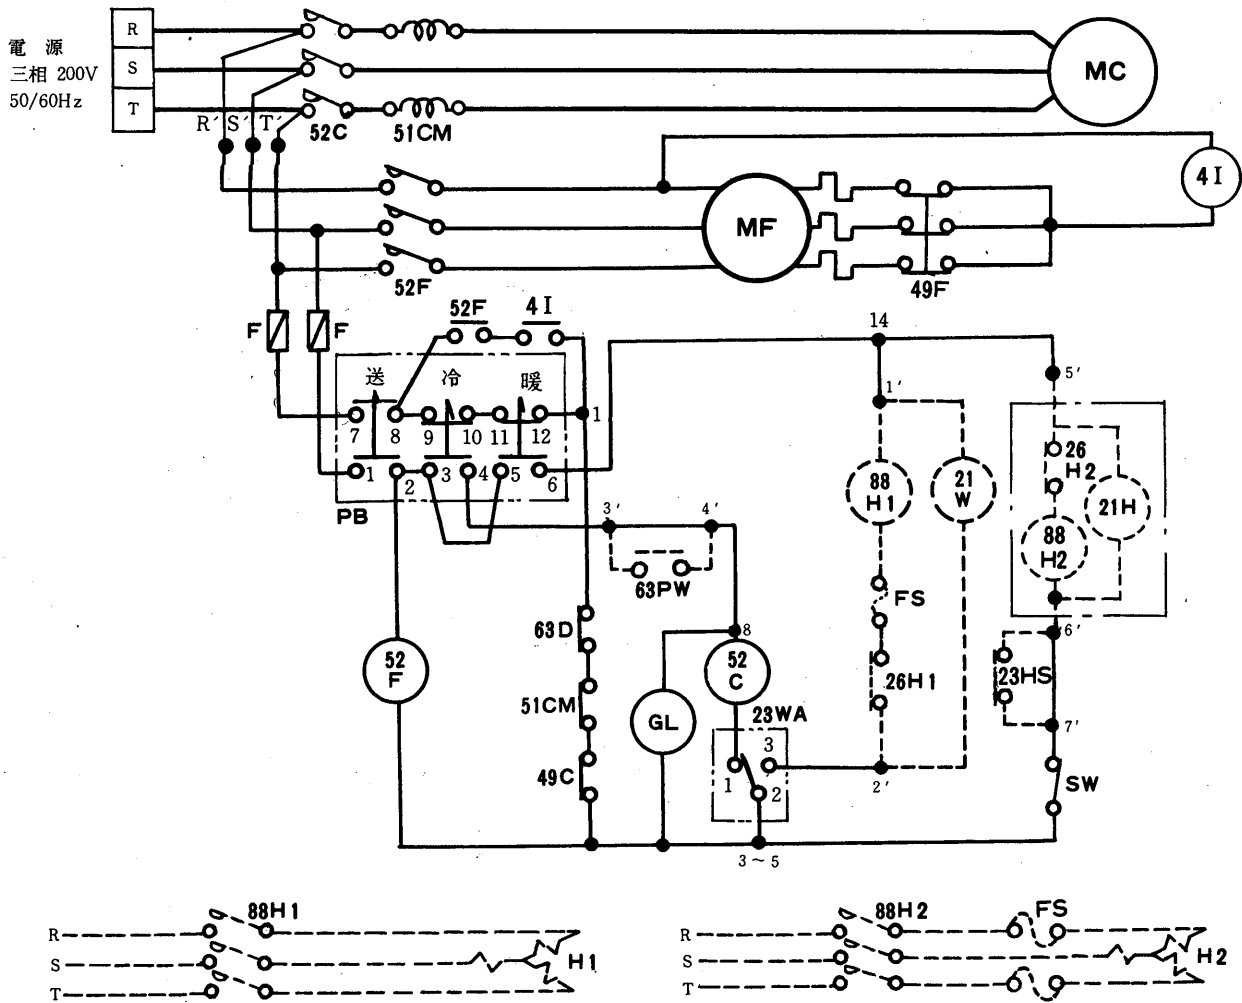 電源
三相 200V
50/60Hz
R
S
T
R' S' T'
52C
51CM
MC
4I
MF
52F
49F
F
F
52F
4I
14
送
冷
暖
7
8
9
10
11
12
1
1
2
3
4
5
6
PB
1'
5'
88
H1
21
W
26
H2
21H
88
H2
3'
4'
63PW
FS
63D
8
52
F
52
C
6'
26H1
23HS
51CM
GL
23WA
7'
49C
1
3
2
2'
SW
3~5
R
S
T
88H1
H1
R
S
T
88H2
FS
H2